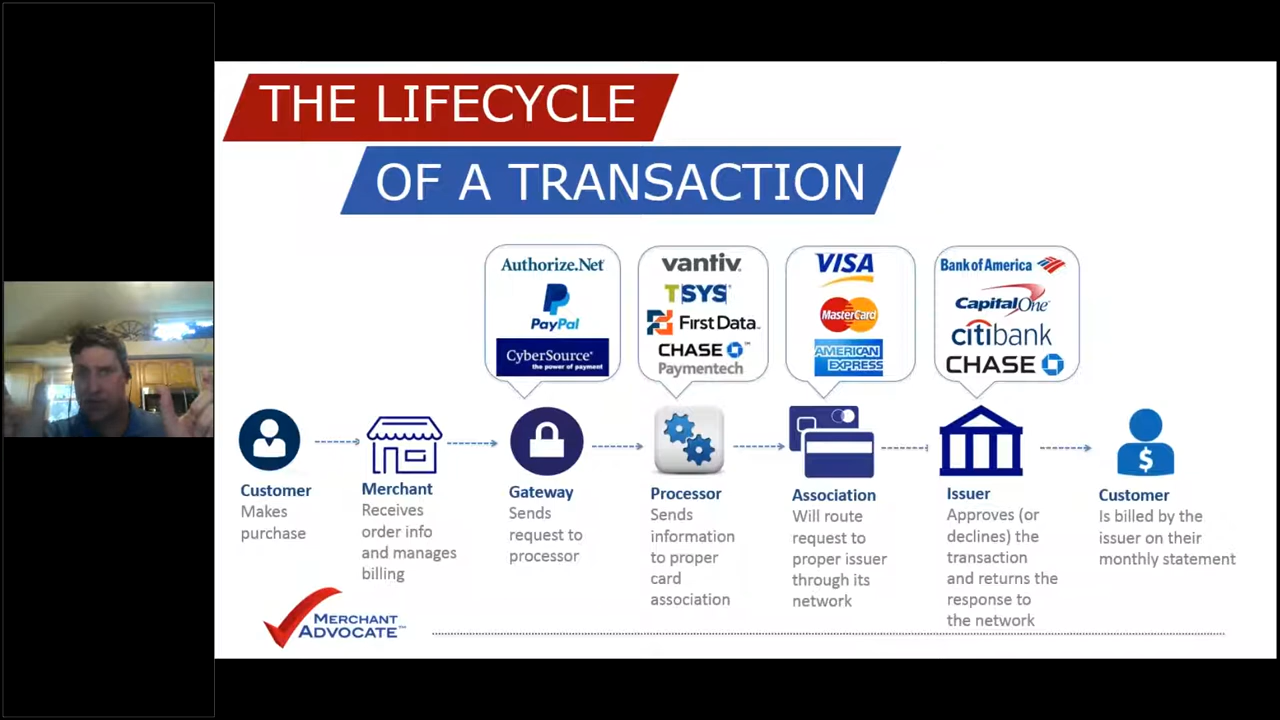 THE LIFECYCLE
OF A TRANSACTION
Authorize.Net
PayPal
CyberSource®
the power of payment
vantiv.
TSYS
First Data.
CHASE
Paymentech
VISA
MasterCard
AMERICAN
EXPRESS
Bank of America
Capital One
citibank
CHASE
Customer
Makes
purchase
Merchant
Receives
order info
and manages
billing
Gateway
Sends
request to
processor
Processor
Sends
information
to proper
card
association
Association
Will route
request to
proper issuer
through its
network
Issuer
Approves (or
declines) the
transaction
and returns the
response to
the network
$
Customer
Is billed by the
issuer on their
monthly statement
MERCHANT
ADVOCATE™